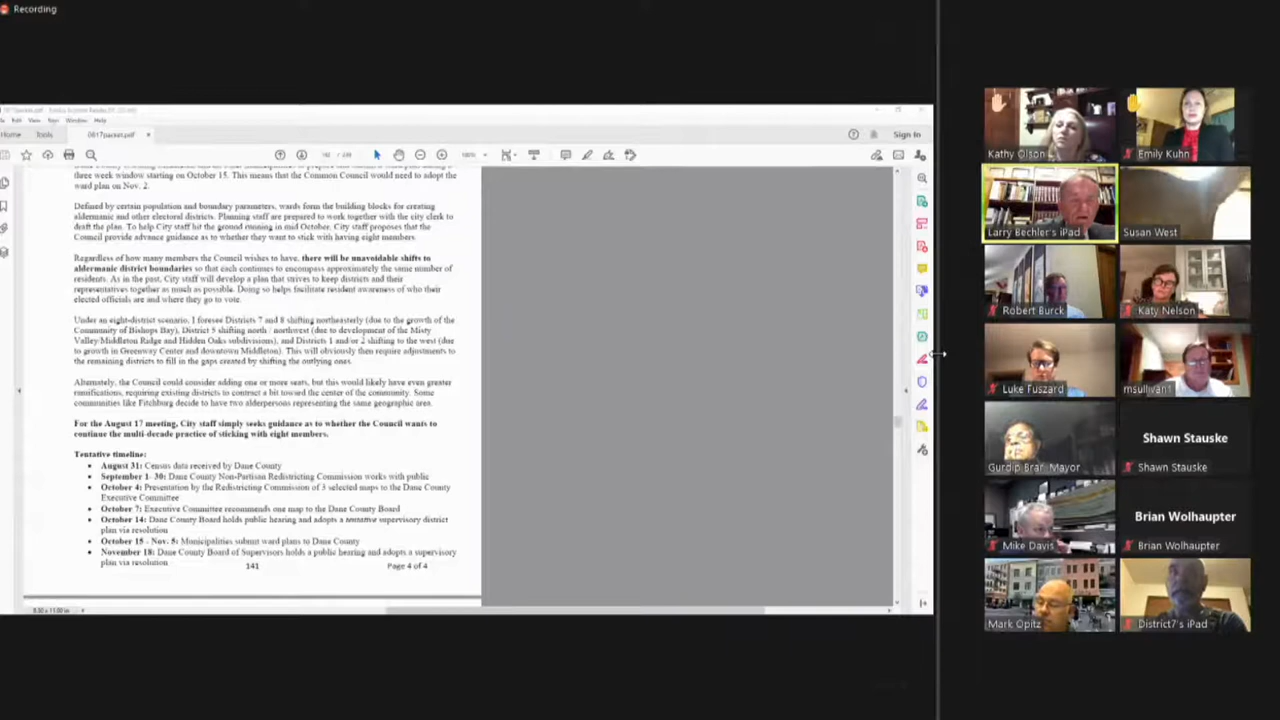 Recording
File Edit View Sign Window Help
Home Tools 0817packet.pdf × Sign In
three week window starting on October 15. This means that the Common Council would need to adopt the
ward plan on Nov. 2.
Defined by certain population and boundary parameters, wards form the building blocks for creating
aldermanic and other electoral districts. Planning staff are prepared to work together with the city clerk to
draft the plan. To help City staff hit the ground running in mid October, City staff proposes that the
Council provide advance guidance as to whether they want to stick with having eight members.
Regardless of how many members the Council wishes to have, there will be unavoidable shifts to
aldermanic district boundaries so that each continues to encompass approximately the same number of
residents. As in the past, City staff will develop a plan that strives to keep districts and their
representatives together as much as possible. Doing so helps facilitate resident awareness of who their
elected officials are and where they go to vote.
Under an eight-district scenario, I foresee Districts 7 and 8 shifting northeasterly (due to the growth of the
Community of Bishops Bay), District 5 shifting north / northwest (due to development of the Misty
Valley/Middleton Ridge and Hidden Oaks subdivisions), and Districts 1 and/or 2 shifting to the west (due
to growth in Greenway Center and downtown Middleton). This will obviously then require adjustments to
the remaining districts to fill in the gaps created by shifting the outlying ones.
Alternately, the Council could consider adding one or more seats, but this would likely have even greater
ramifications, requiring existing districts to contract a bit toward the center of the community. Some
communities like Fitchburg decide to have two alderpersons representing the same geographic area.
For the August 17 meeting, City staff simply seeks guidance as to whether the Council wants to
continue the multi-decade practice of sticking with eight members.
Tentative timeline:
• August 31: Census data received by Dane County
• September 1- 30: Dane County Non-Partisan Redistricting Commission works with public
• October 4: Presentation by the Redistricting Commission of 3 selected maps to the Dane County
Executive Committee
• October 7: Executive Committee recommends one map to the Dane County Board
• October 14: Dane County Board holds public hearing and adopts a tentative supervisory district
plan via resolution
• October 15 - Nov. 5: Municipalities submit ward plans to Dane County
• November 18: Dane County Board of Supervisors holds a public hearing and adopts a supervisory
plan via resolution
141 Page 4 of 4
8.50 x 11.00 in
Kathy Olson
Emily Kuhn
Larry Bechler's iPad
Susan West
Robert Burck
Katy Nelson
Luke Fuszard
msullivan1
Gurdip Brar- Mayor
Shawn Stauske
Shawn Stauske
Mike Davis
Brian Wolhaupter
Brian Wolhaupter
Mark Opitz
District7's iPad